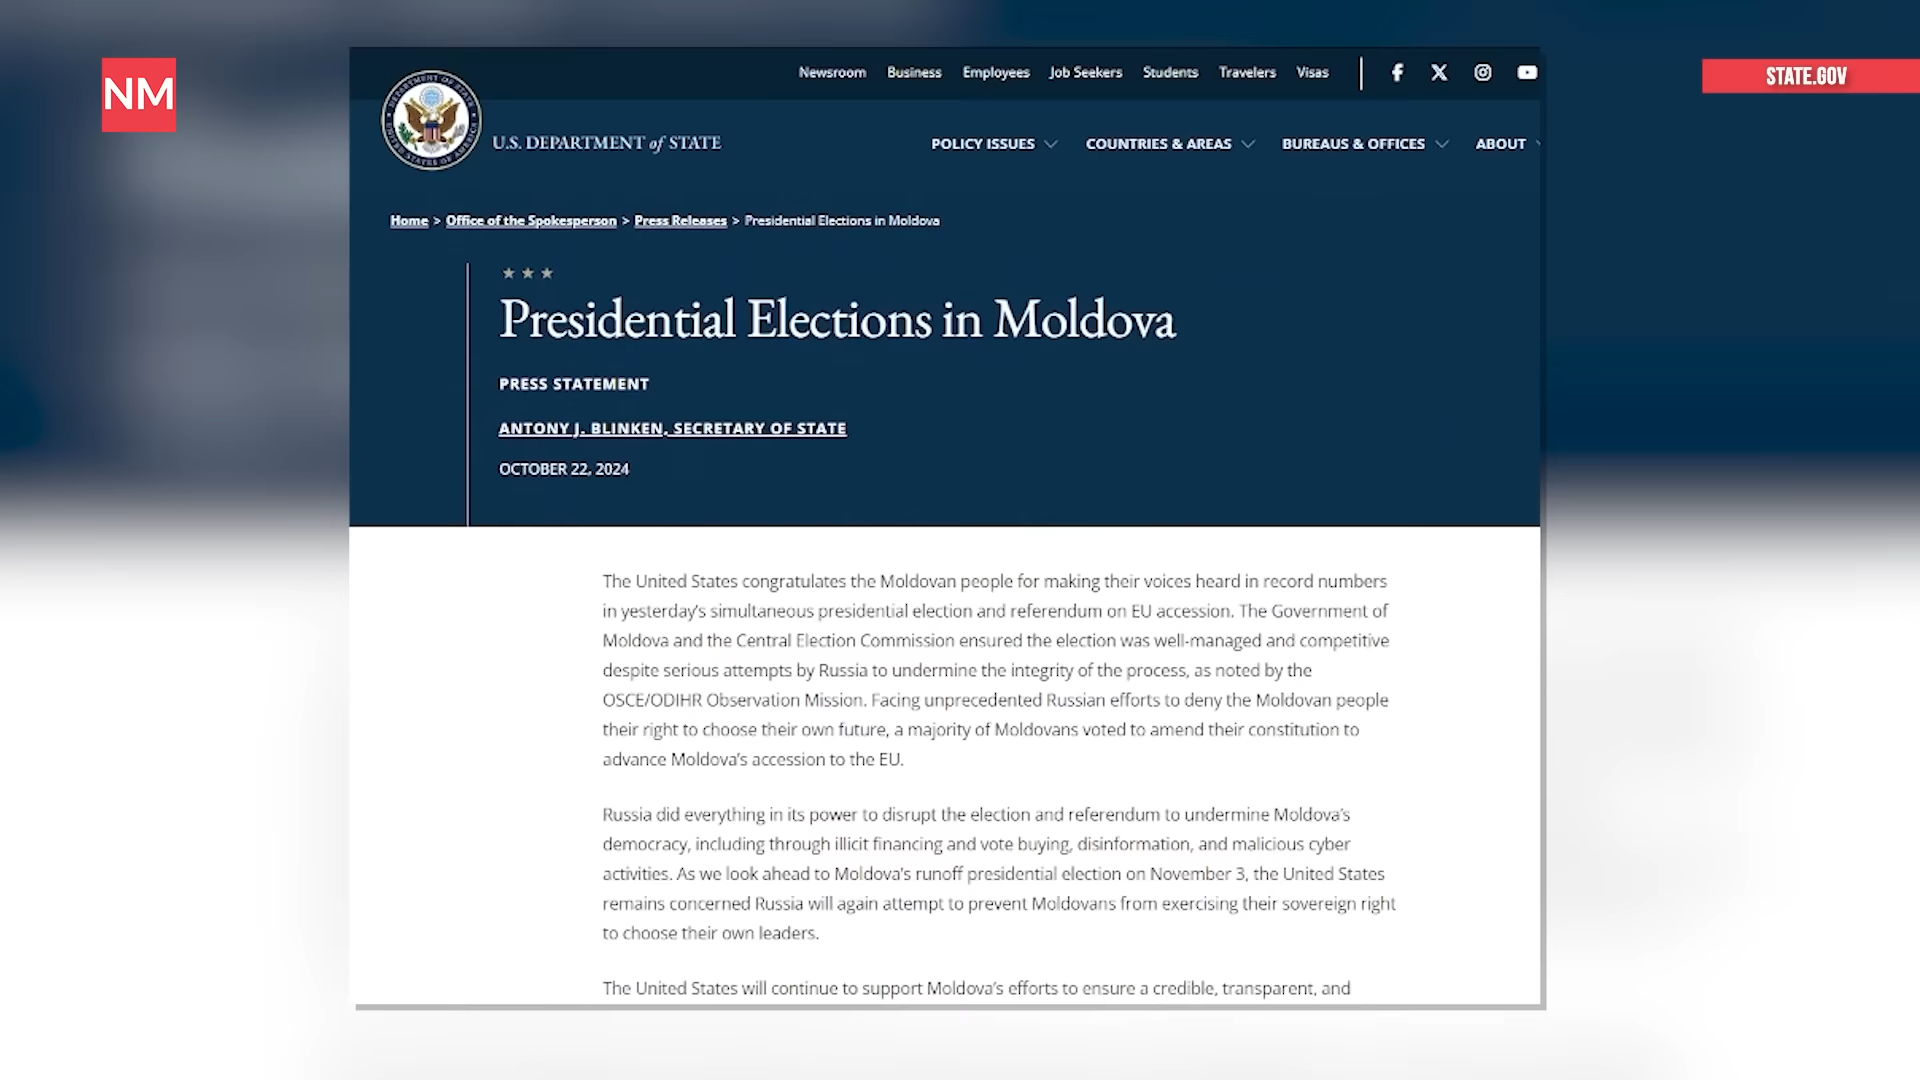 NM
STATE.GOV
Newsroom Business Employees Job Seekers Students Travelers Visas
U.S. DEPARTMENT of STATE
POLICY ISSUES COUNTRIES & AREAS BUREAUS & OFFICES ABOUT
Home > Office of the Spokesperson > Press Releases > Presidential Elections in Moldova
Presidential Elections in Moldova
PRESS STATEMENT
ANTONY J. BLINKEN, SECRETARY OF STATE
OCTOBER 22, 2024
The United States congratulates the Moldovan people for making their voices heard in record numbers
in yesterday's simultaneous presidential election and referendum on EU accession. The Government of
Moldova and the Central Election Commission ensured the election was well-managed and competitive
despite serious attempts by Russia to undermine the integrity of the process, as noted by the
OSCE/ODIHR Observation Mission. Facing unprecedented Russian efforts to deny the Moldovan people
their right to choose their own future, a majority of Moldovans voted to amend their constitution to
advance Moldova's accession to the EU.
Russia did everything in its power to disrupt the election and referendum to undermine Moldova's
democracy, including through illicit financing and vote buying, disinformation, and malicious cyber
activities. As we look ahead to Moldova's runoff presidential election on November 3, the United States
remains concerned Russia will again attempt to prevent Moldovans from exercising their sovereign right
to choose their own leaders.
The United States will continue to support Moldova's efforts to ensure a credible, transparent, and